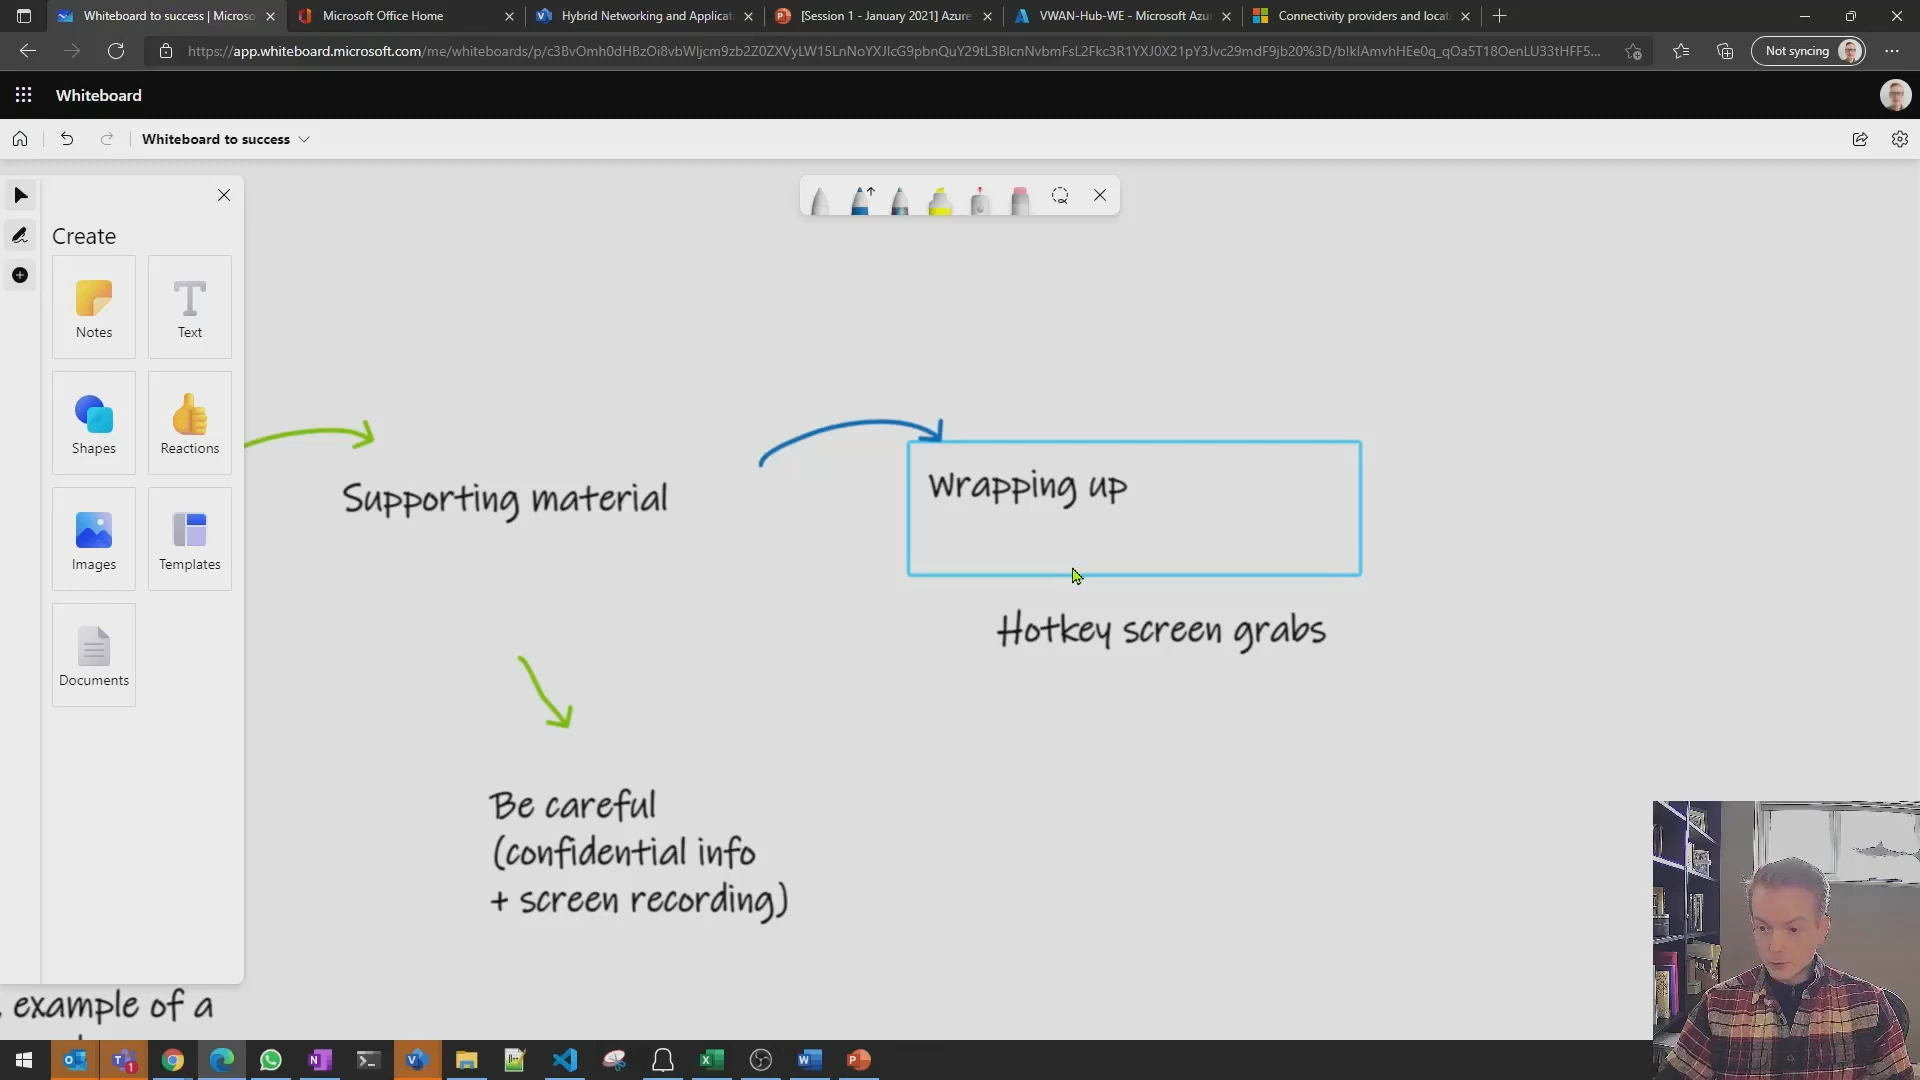 Whiteboard to success | Microso
Microsoft Office Home
Hybrid Networking and Applicat
[Session 1 - January 2021] Azure
VWAN-Hub-WE - Microsoft Azu
Connectivity providers and locat
Not syncing
Whiteboard
Whiteboard to success
Create
Notes
Text
Shapes
Reactions
Images
Templates
Documents
Supporting material
Wrapping up
Hotkey screen grabs
Be careful
(confidential info
+ screen recording)
example of a